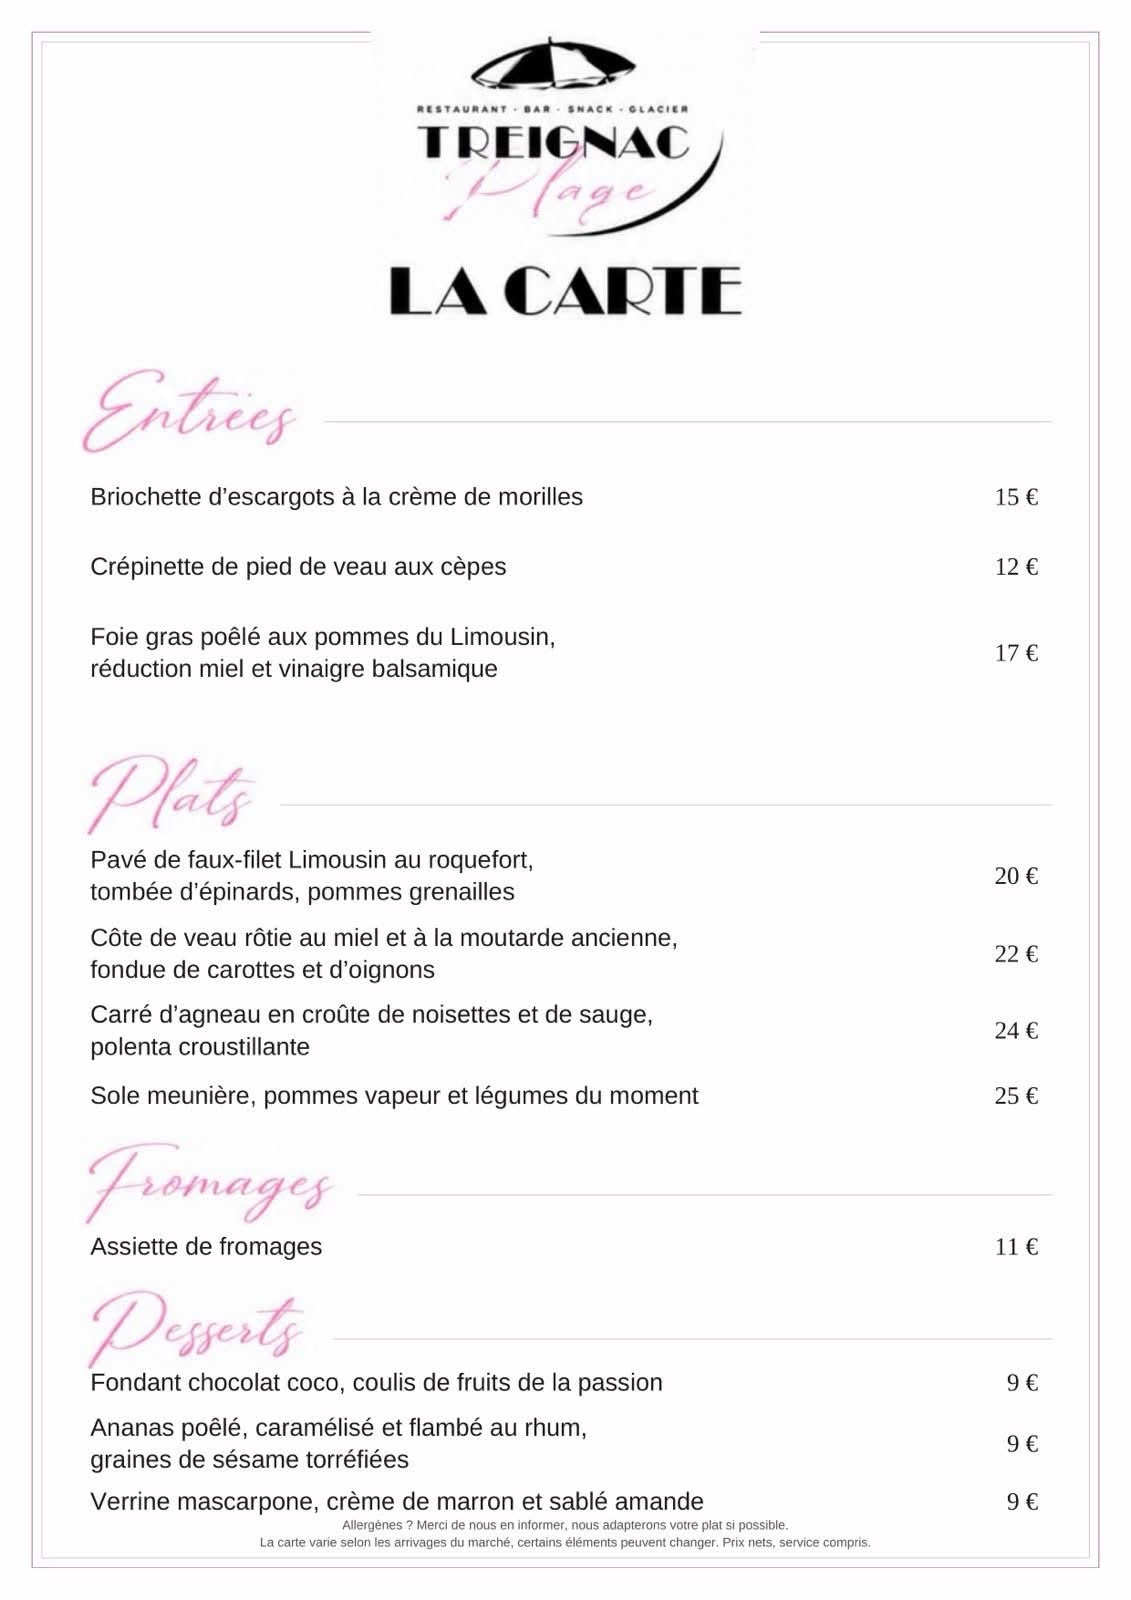 RESTAURANT - BAR - SNACK - GLACIER
TREIGNAC
Plage
LA CARTE
Entrées
Briochette d’escargots à la crème de morilles 15 €
Crépinette de pied de veau aux cèpes 12 €
Foie gras poêlé aux pommes du Limousin,
réduction miel et vinaigre balsamique 17 €
Plats
Pavé de faux-filet Limousin au roquefort,
tombée d’épinards, pommes grenailles 20 €
Côte de veau rôtie au miel et à la moutarde ancienne,
fondue de carottes et d’oignons 22 €
Carré d’agneau en croûte de noisettes et de sauge,
polenta croustillante 24 €
Sole meunière, pommes vapeur et légumes du moment 25 €
Fromages
Assiette de fromages 11 €
Desserts
Fondant chocolat coco, coulis de fruits de la passion 9 €
Ananas poêlé, caramélisé et flambé au rhum,
graines de sésame torréfiées 9 €
Verrine mascarpone, crème de marron et sablé amande 9 €
Allergènes ? Merci de nous en informer, nous adapterons votre plat si possible.
La carte varie selon les arrivages du marché, certains éléments peuvent changer. Prix nets, service compris.